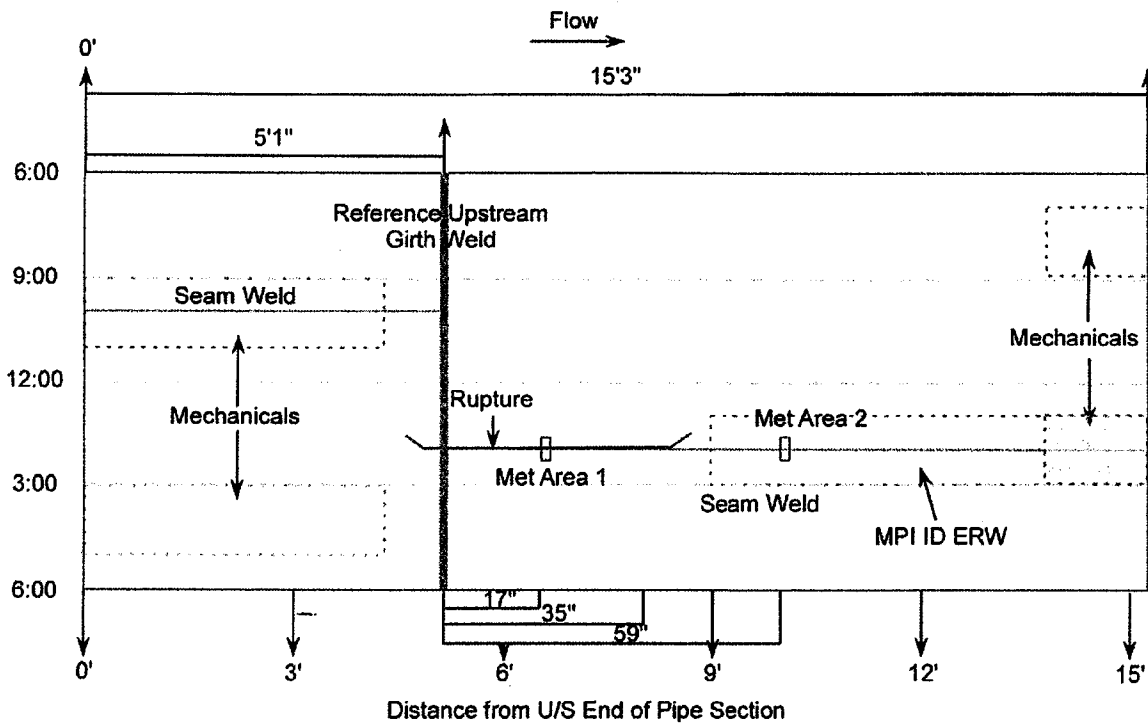 Flow
0'
15'3"
5'1"
6:00
Reference Upstream
Girth Weld
9:00
Seam Weld
Mechanicals
12:00
Rupture
Met Area 2
Mechanicals
Met Area 1
3:00
Seam Weld
MPI ID ERW
6:00
17"
35"
59"
0'
3'
6'
9'
12'
15'
Distance from U/S End of Pipe Section